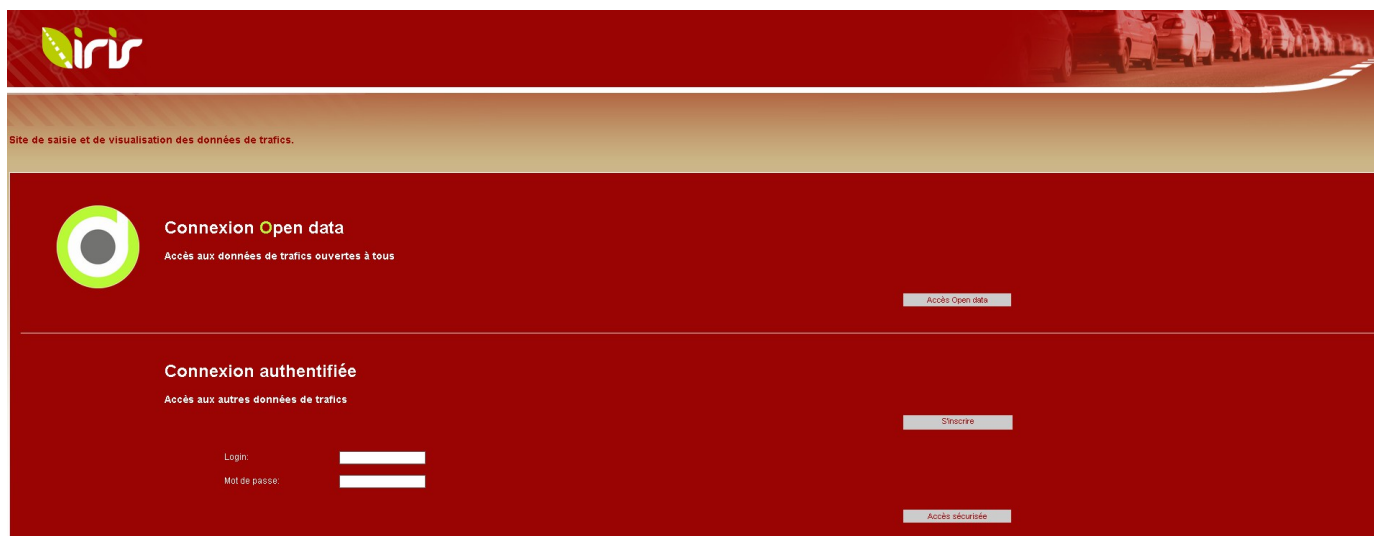 iris
Site de saisie et de visualisation des données de trafics.
Connexion Open data
Accès aux données de trafics ouvertes à tous
Accès Open data
Connexion authentifiée
Accès aux autres données de trafics
S'inscrire
Login:
Mot de passe:
Accès sécurisée